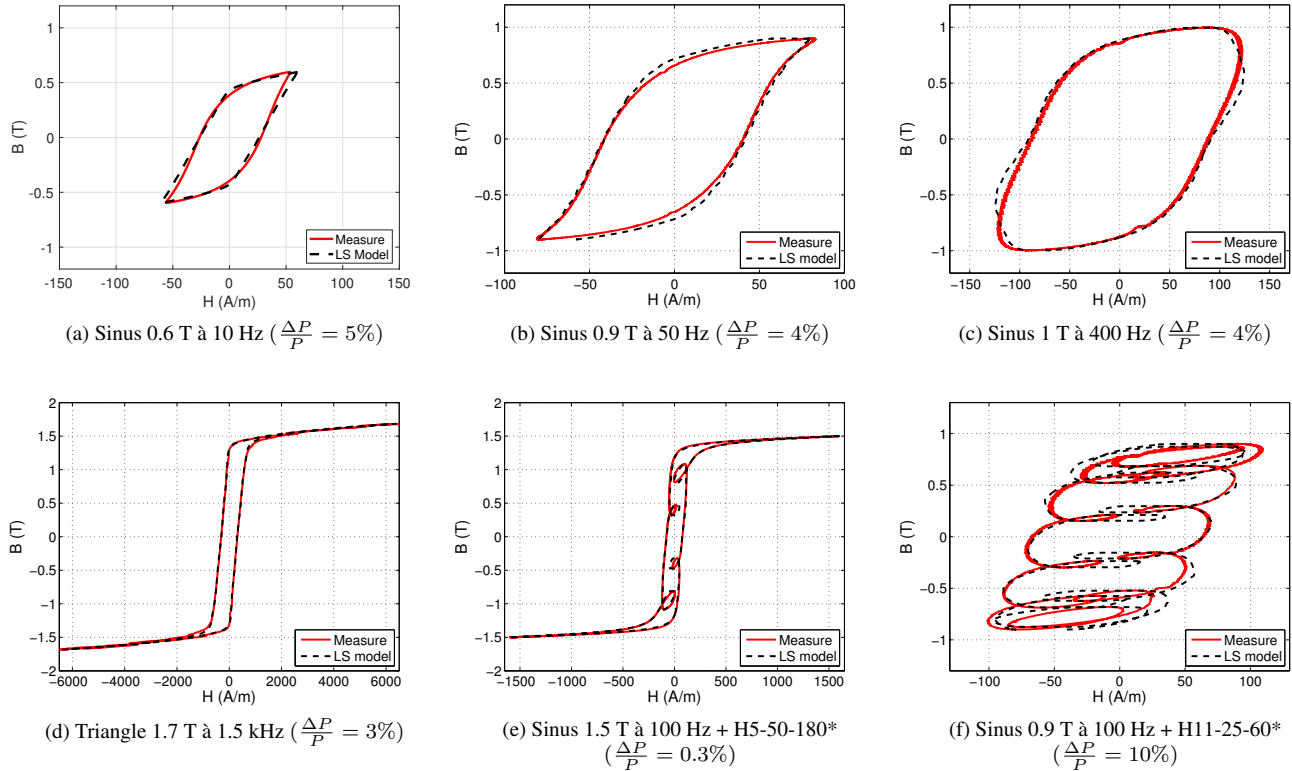 1
0.5
0
−0.5
−1
B (T)
-150 -100 -50 0 50 100 150
H (A/m)
Measure
LS Model
(a) Sinus 0.6 T à 10 Hz ( ΔP/P = 5%)
1
0.5
0
−0.5
−1
B (T)
−100 −50 0 50 100
H (A/m)
Measure
LS model
(b) Sinus 0.9 T à 50 Hz ( ΔP/P = 4%)
1
0.5
0
−0.5
−1
B (T)
−150 −100 −50 0 50 100 150
H (A/m)
Measure
LS model
(c) Sinus 1 T à 400 Hz ( ΔP/P = 4%)
2
1.5
1
0.5
0
−0.5
−1
−1.5
−2
B (T)
−6000 −4000 −2000 0 2000 4000 6000
H (A/m)
Measure
LS model
(d) Triangle 1.7 T à 1.5 kHz ( ΔP/P = 3%)
2
1.5
1
0.5
0
−0.5
−1
−1.5
−2
B (T)
−1500 −1000 −500 0 500 1000 1500
H (A/m)
Measure
LS model
(e) Sinus 1.5 T à 100 Hz + H5-50-180*
( ΔP/P = 0.3%)
1
0.5
0
−0.5
−1
B (T)
−100 −50 0 50 100
H (A/m)
Measure
LS model
(f) Sinus 0.9 T à 100 Hz + H11-25-60*
( ΔP/P = 10%)